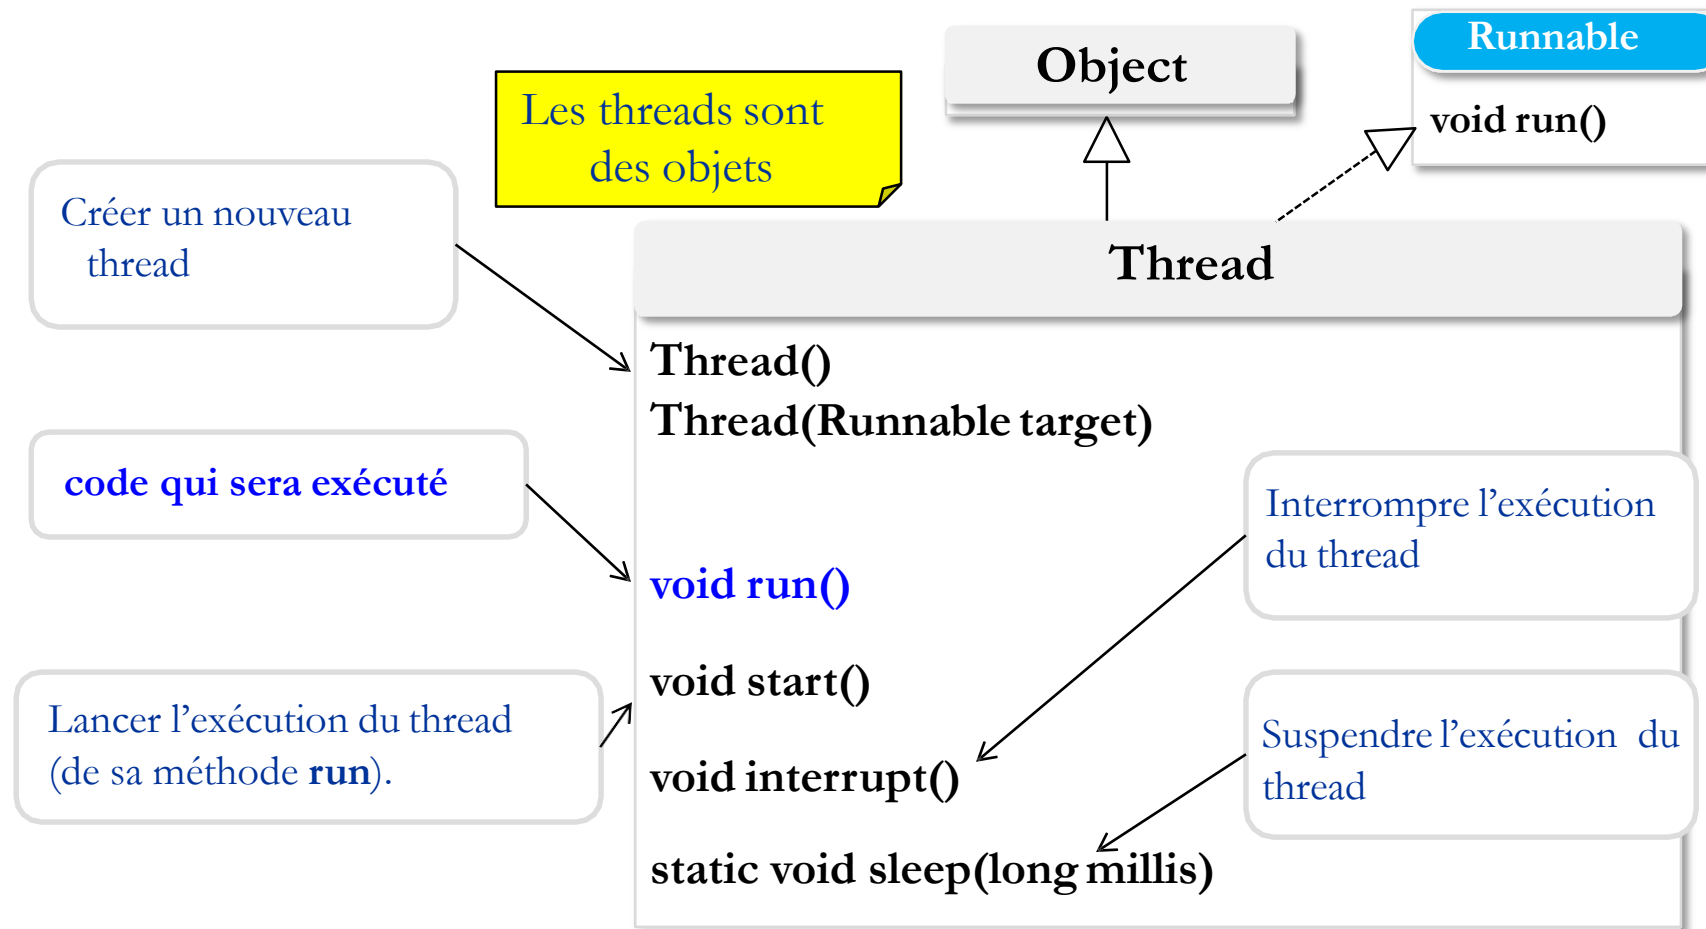 Object
Runnable
void run()
Les threads sont
des objets
Créer un nouveau
thread
Thread
Thread()
Thread(Runnable target)
code qui sera exécuté
void run()
Interrompre l’exécution
du thread
void start()
Lancer l’exécution du thread
(de sa méthode run).
void interrupt()
Suspendre l’exécution du
thread
static void sleep(long millis)